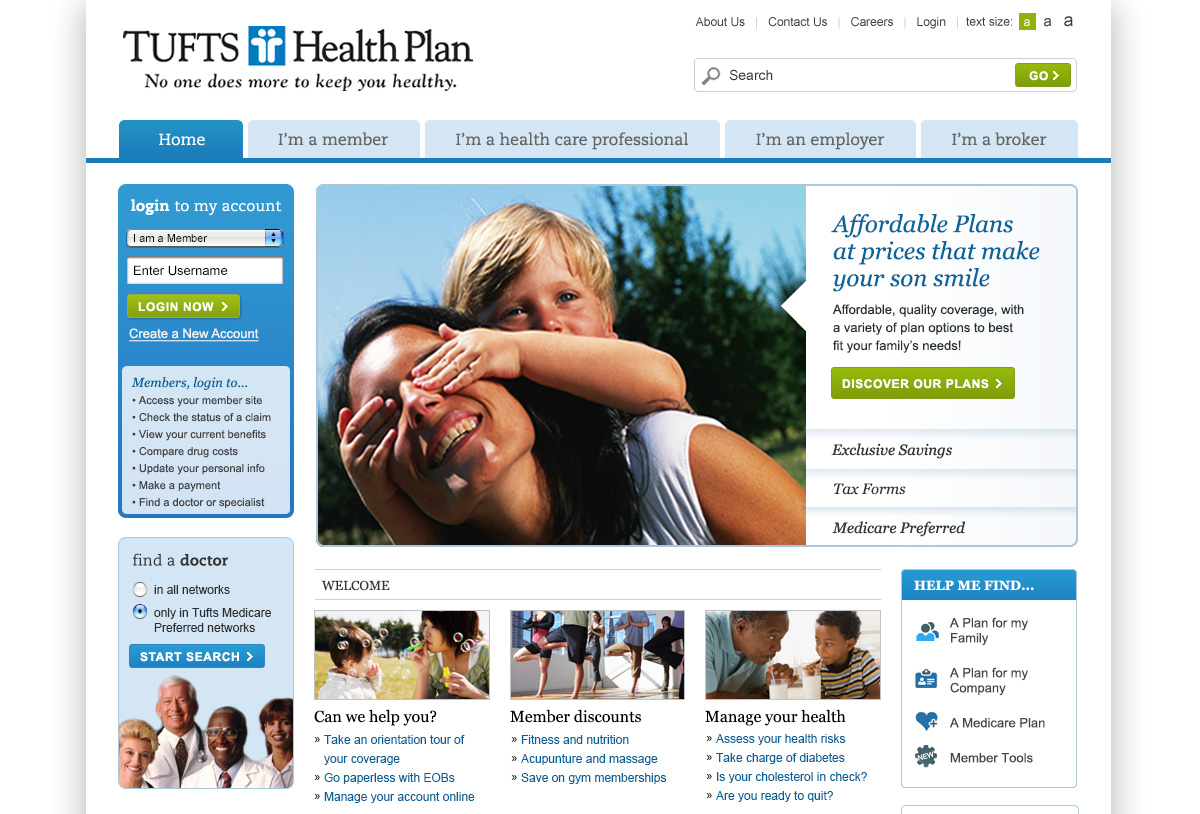 About Us | Contact Us | Careers | Login | text size: a a a
TUFTS Health Plan
No one does more to keep you healthy.
Search
GO
Home
I'm a member
I'm a health care professional
I'm an employer
I'm a broker
login to my account
I am a Member
Enter Username
LOGIN NOW
Create a New Account
Members, login to...
• Access your member site
• Check the status of a claim
• View your current benefits
• Compare drug costs
• Update your personal info
• Make a payment
• Find a doctor or specialist
find a doctor
in all networks
only in Tufts Medicare
Preferred networks
START SEARCH
Affordable Plans
at prices that make
your son smile
Affordable, quality coverage, with
a variety of plan options to best
fit your family's needs!
DISCOVER OUR PLANS
Exclusive Savings
Tax Forms
Medicare Preferred
WELCOME
Can we help you?
» Take an orientation tour of
your coverage
» Go paperless with EOBs
» Manage your account online
Member discounts
» Fitness and nutrition
» Acupunture and massage
» Save on gym memberships
Manage your health
» Assess your health risks
» Take charge of diabetes
» Is your cholesterol in check?
» Are you ready to quit?
HELP ME FIND...
A Plan for my
Family
A Plan for my
Company
A Medicare Plan
NEW
Member Tools